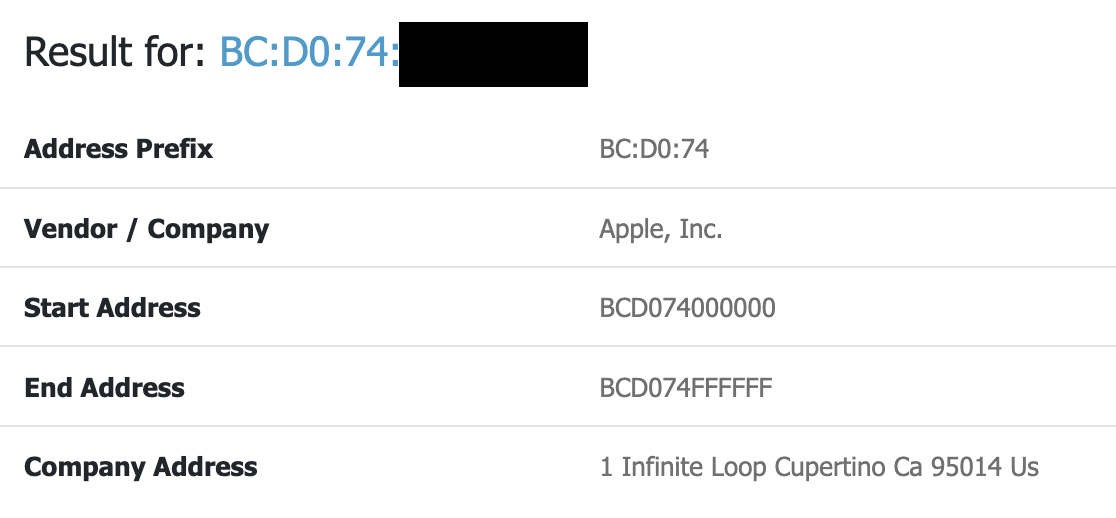 Result for: BC:D0:74:
Address Prefix BC:D0:74
Vendor / Company Apple, Inc.
Start Address BCD074000000
End Address BCD074FFFFFF
Company Address 1 Infinite Loop Cupertino Ca 95014 Us